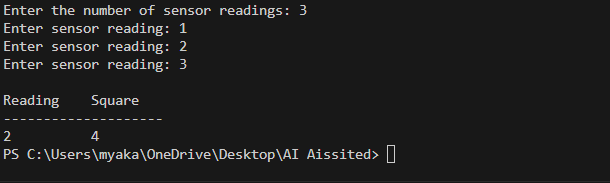 Enter the number of sensor readings: 3
Enter sensor reading: 1
Enter sensor reading: 2
Enter sensor reading: 3
Reading    Square
--------------------
2          4
PS C:\Users\myaka\OneDrive\Desktop\AI Aissited>